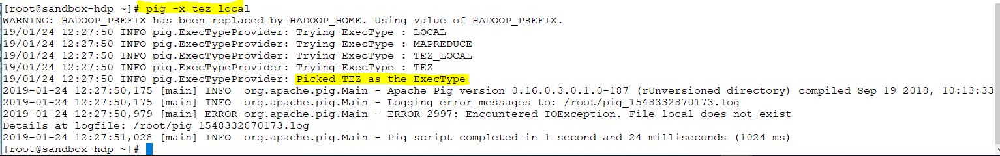 [root@sandbox-hdp ~]# pig -x tez local
WARNING: HADOOP_PREFIX has been replaced by HADOOP_HOME. Using value of HADOOP_PREFIX.
19/01/24 12:27:50 INFO pig.ExecTypeProvider: Trying ExecType : LOCAL
19/01/24 12:27:50 INFO pig.ExecTypeProvider: Trying ExecType : MAPREDUCE
19/01/24 12:27:50 INFO pig.ExecTypeProvider: Trying ExecType : TEZ_LOCAL
19/01/24 12:27:50 INFO pig.ExecTypeProvider: Trying ExecType : TEZ
19/01/24 12:27:50 INFO pig.ExecTypeProvider: Picked TEZ as the ExecType
2019-01-24 12:27:50,175 [main] INFO  org.apache.pig.Main - Apache Pig version 0.16.0.3.0.1.0-187 (rUnversioned directory) compiled Sep 19 2018, 10:13:33
2019-01-24 12:27:50,175 [main] INFO  org.apache.pig.Main - Logging error messages to: /root/pig_1548332870173.log
2019-01-24 12:27:50,979 [main] ERROR org.apache.pig.Main - ERROR 2997: Encountered IOException. File local does not exist
Details at logfile: /root/pig_1548332870173.log
2019-01-24 12:27:51,028 [main] INFO  org.apache.pig.Main - Pig script completed in 1 second and 24 milliseconds (1024 ms)
[root@sandbox-hdp ~]#